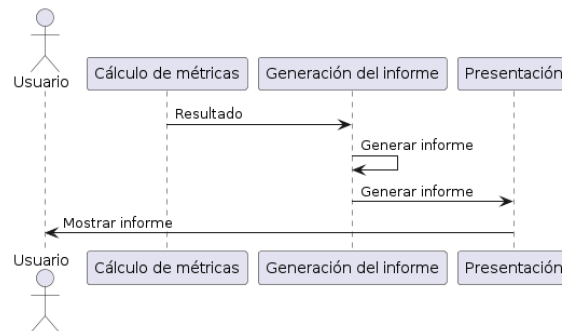 Usuario
Cálculo de métricas
Generación del informe
Presentación
Resultado
Generar informe
Generar informe
Mostrar informe
Usuario
Cálculo de métricas
Generación del informe
Presentación